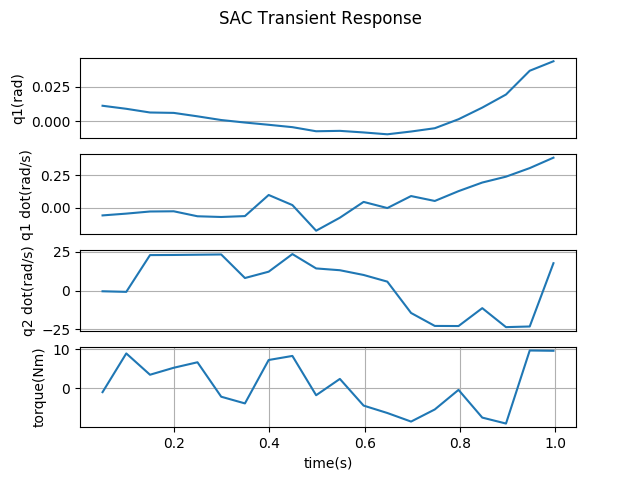 SAC Transient Response
q1(rad)
0.025
0.000
q1 dot(rad/s)
0.25
0.00
q2 dot(rad/s)
25
0
−25
torque(Nm)
10
0
0.2 0.4 0.6 0.8 1.0
time(s)